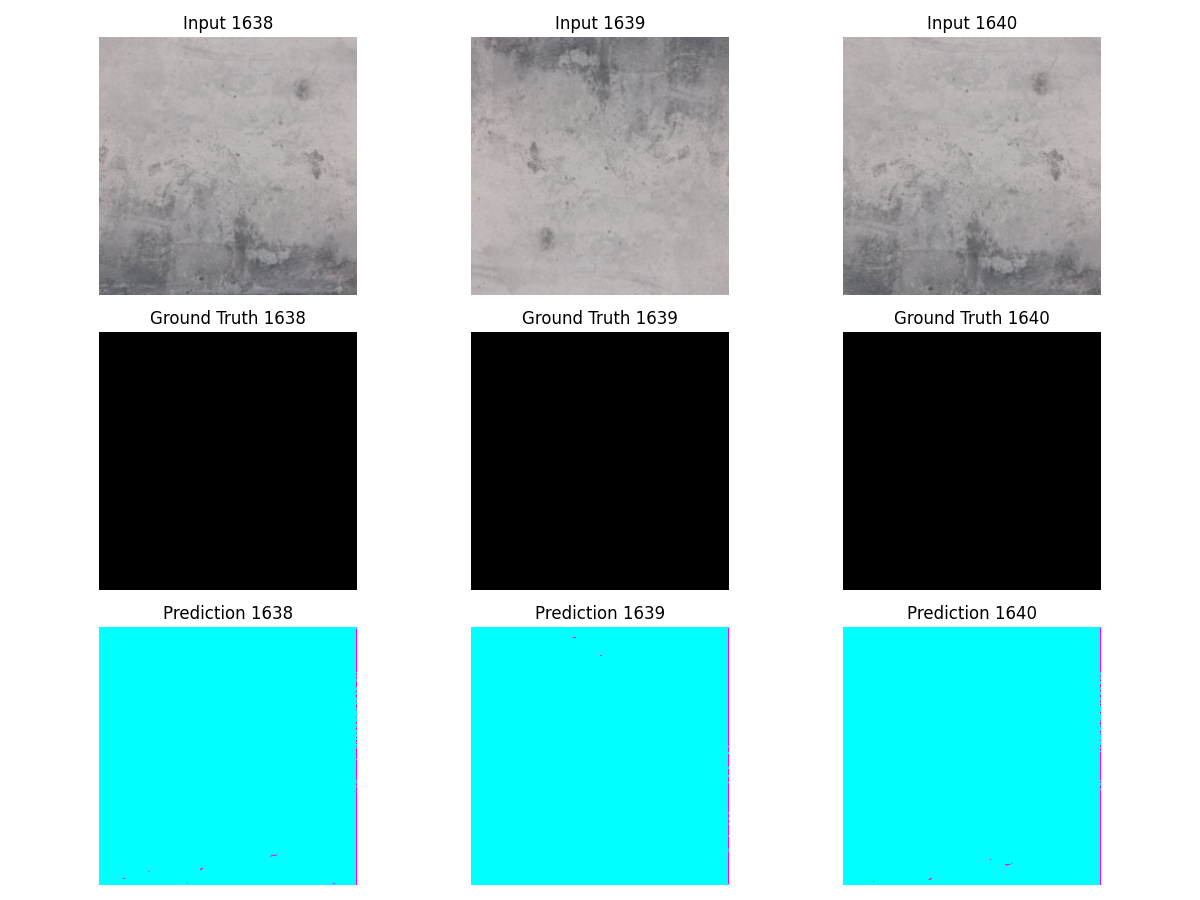 Input 1638
Input 1639
Input 1640
Ground Truth 1638
Ground Truth 1639
Ground Truth 1640
Prediction 1638
Prediction 1639
Prediction 1640